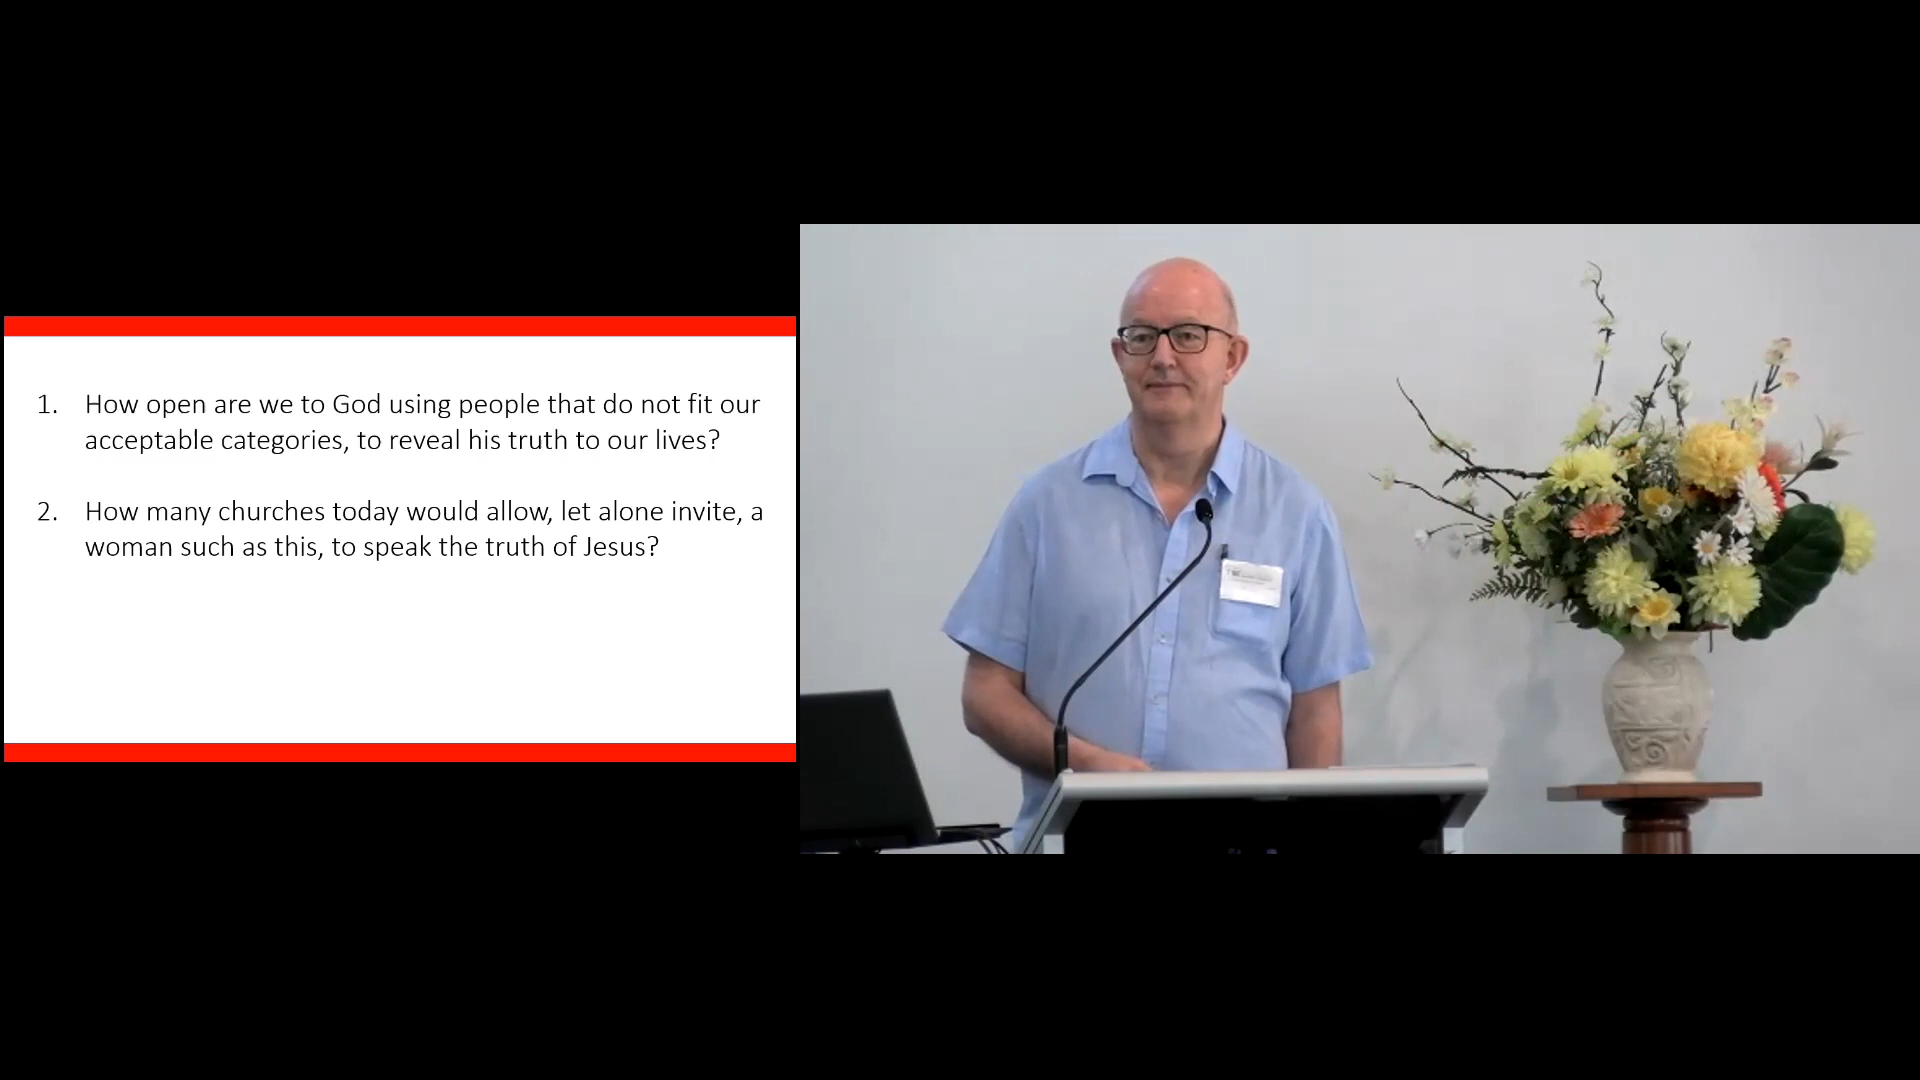 1. How open are we to God using people that do not fit our
acceptable categories, to reveal his truth to our lives?
2. How many churches today would allow, let alone invite, a
woman such as this, to speak the truth of Jesus?